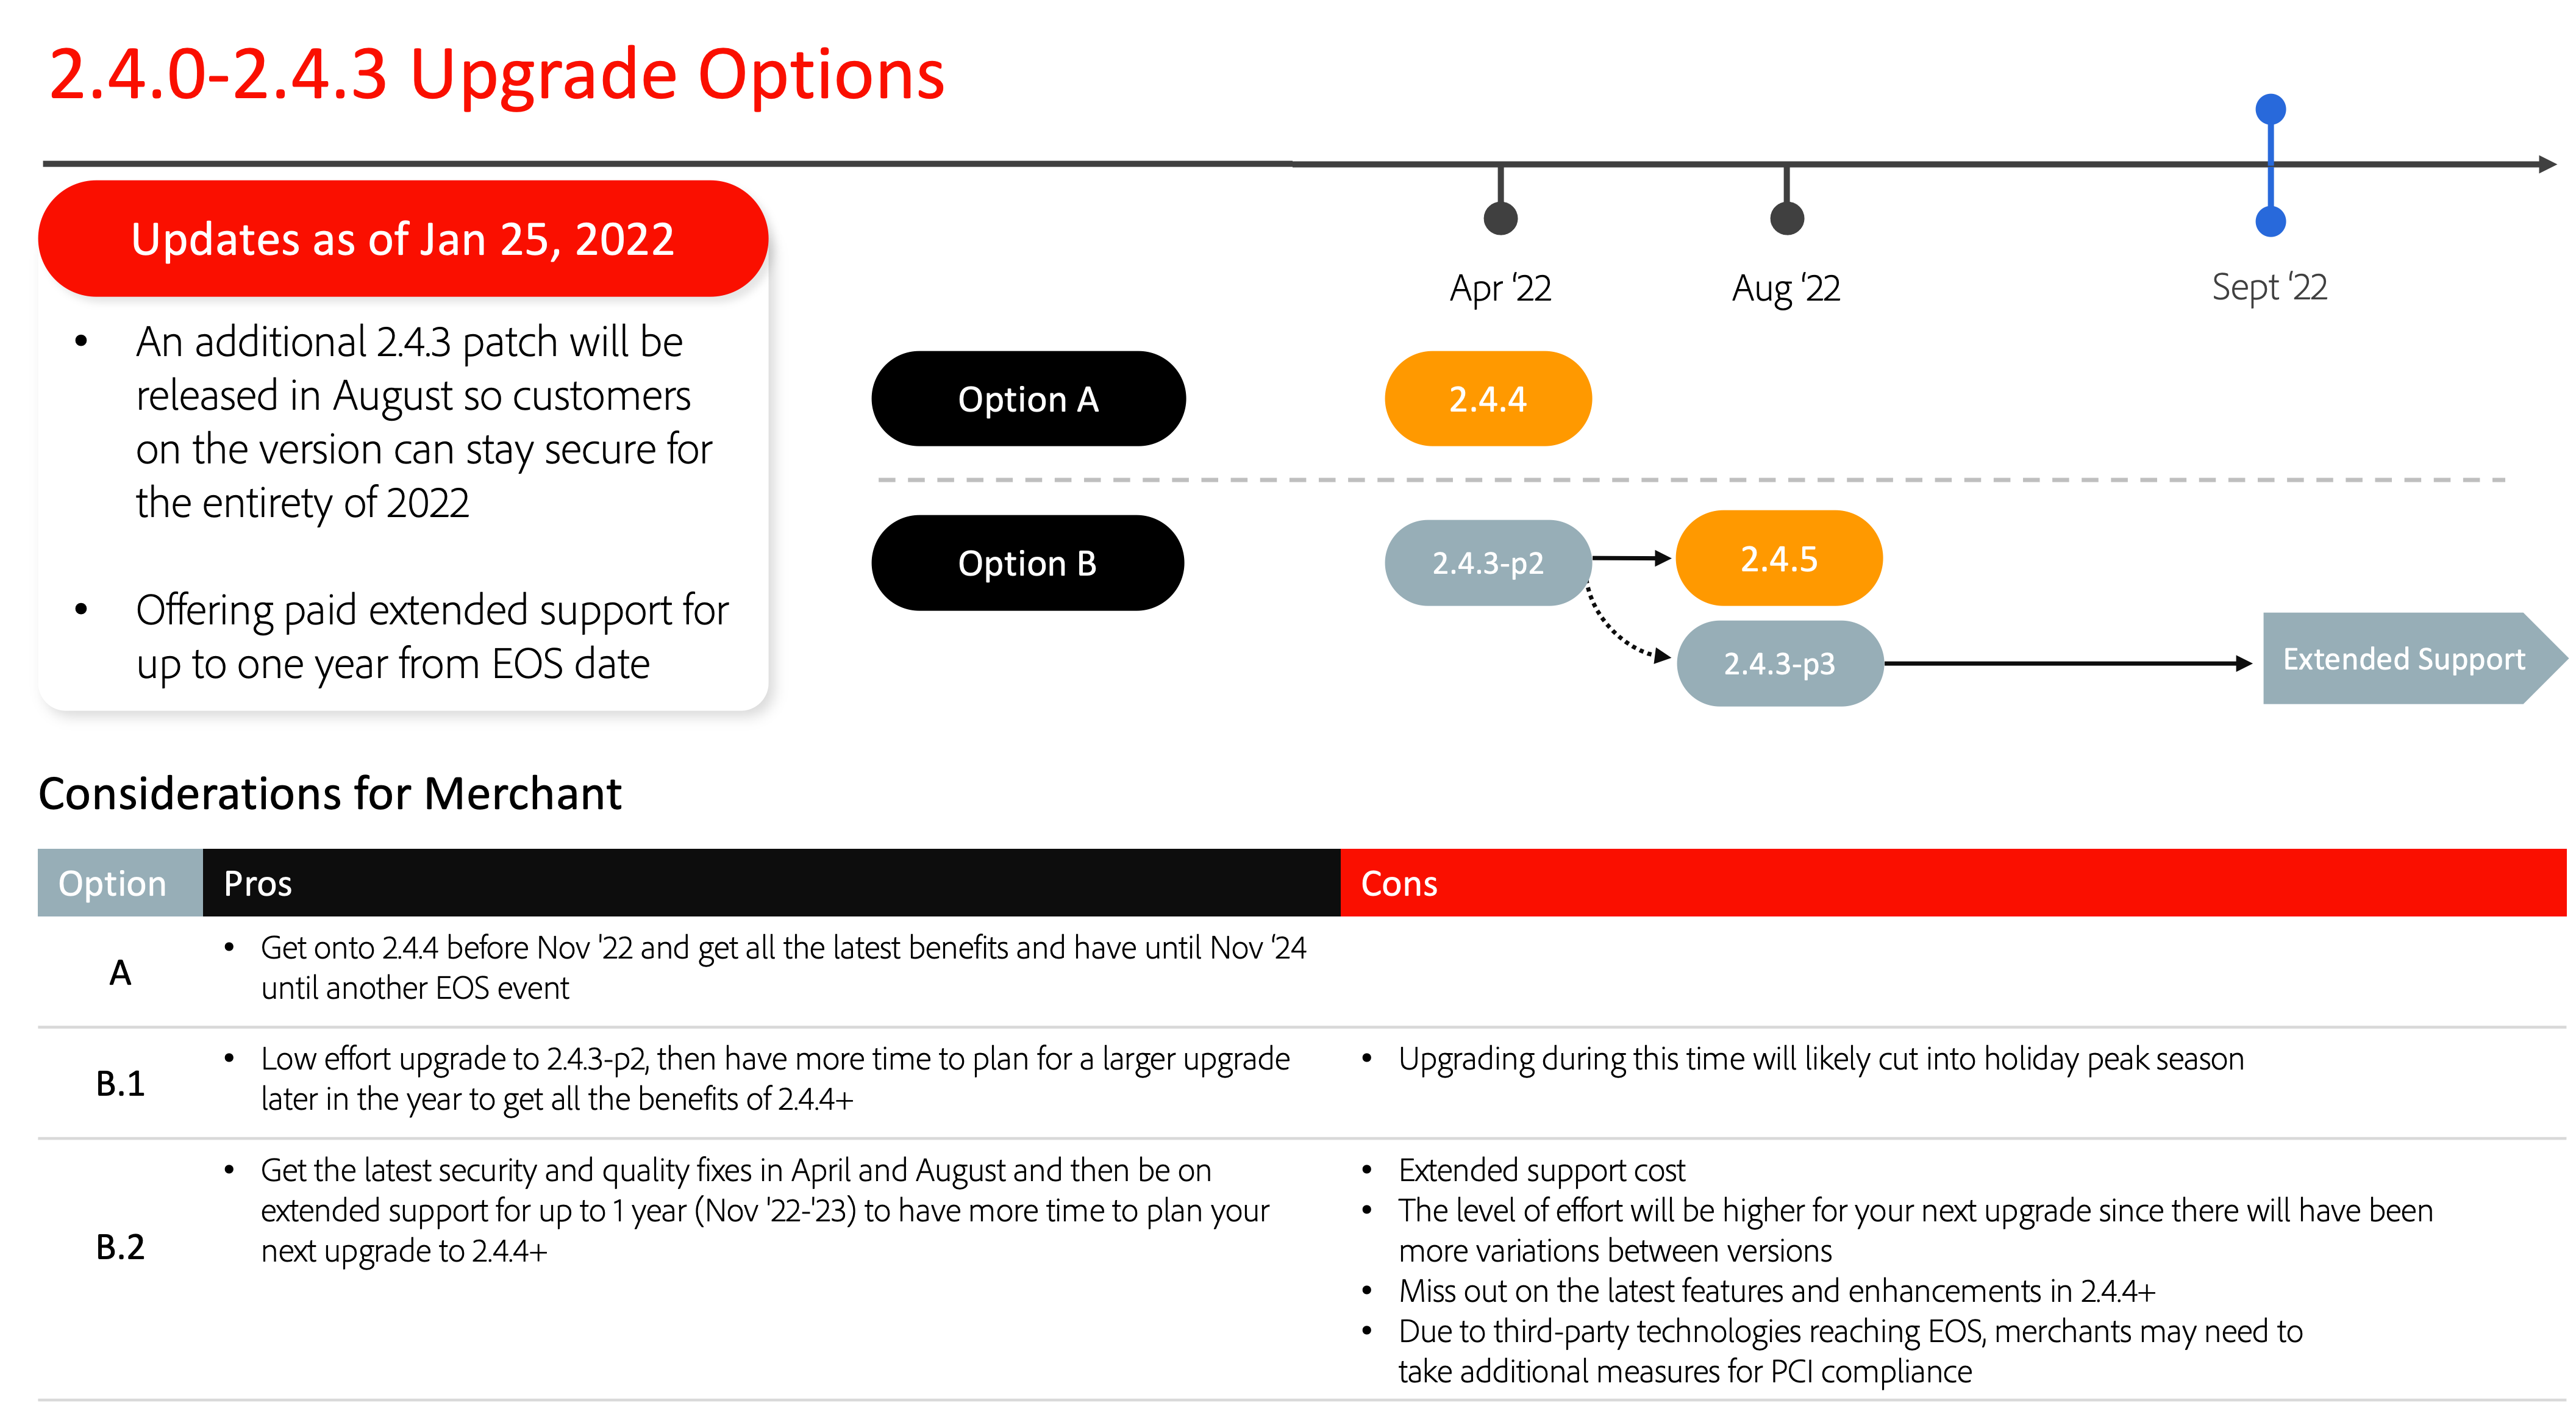 2.4.0-2.4.3 Upgrade Options
Updates as of Jan 25, 2022
• An additional 2.4.3 patch will be
released in August so customers
on the version can stay secure for
the entirety of 2022
• Offering paid extended support for
up to one year from EOS date
Apr ‘22
Aug ‘22
Sept ‘22
Option A
2.4.4
Option B
2.4.3-p2
2.4.5
2.4.3-p3
Extended Support
Considerations for Merchant
Option
Pros
Cons
A
• Get onto 2.4.4 before Nov '22 and get all the latest benefits and have until Nov ‘24
until another EOS event
B.1
• Low effort upgrade to 2.4.3-p2, then have more time to plan for a larger upgrade
later in the year to get all the benefits of 2.4.4+
• Upgrading during this time will likely cut into holiday peak season
B.2
• Get the latest security and quality fixes in April and August and then be on
extended support for up to 1 year (Nov '22-'23) to have more time to plan your
next upgrade to 2.4.4+
• Extended support cost
• The level of effort will be higher for your next upgrade since there will have been
more variations between versions
• Miss out on the latest features and enhancements in 2.4.4+
• Due to third-party technologies reaching EOS, merchants may need to
take additional measures for PCI compliance